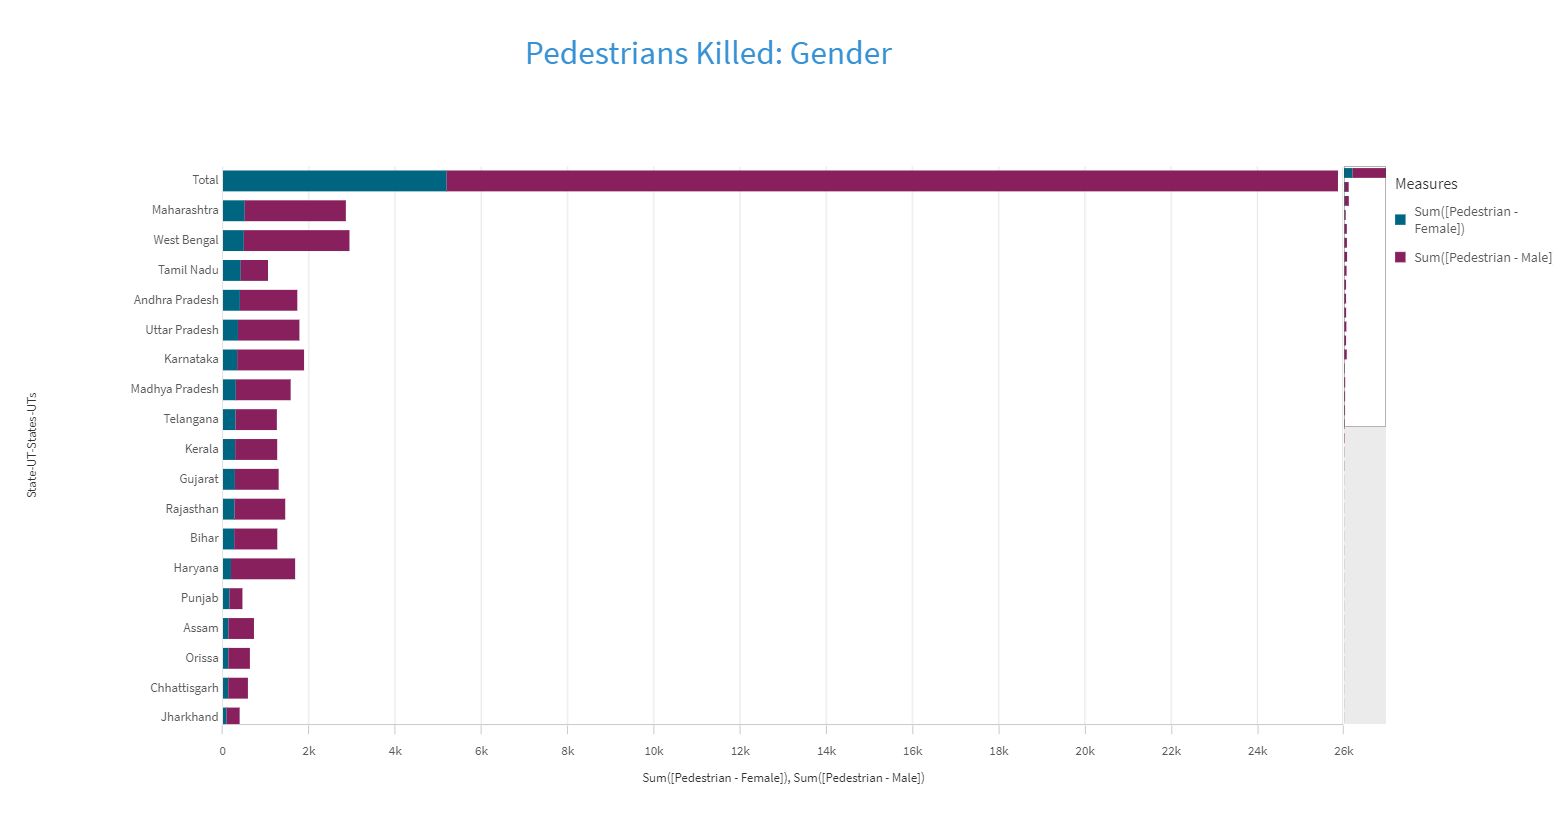 Pedestrians Killed: Gender
State-UT-States-UTs
Total
Maharashtra
West Bengal
Tamil Nadu
Andhra Pradesh
Uttar Pradesh
Karnataka
Madhya Pradesh
Telangana
Kerala
Gujarat
Rajasthan
Bihar
Haryana
Punjab
Assam
Orissa
Chhattisgarh
Jharkhand
0 2k 4k 6k 8k 10k 12k 14k 16k 18k 20k 22k 24k 26k
Sum([Pedestrian - Female]), Sum([Pedestrian - Male])
Measures
Sum([Pedestrian -
Female])
Sum([Pedestrian - Male]